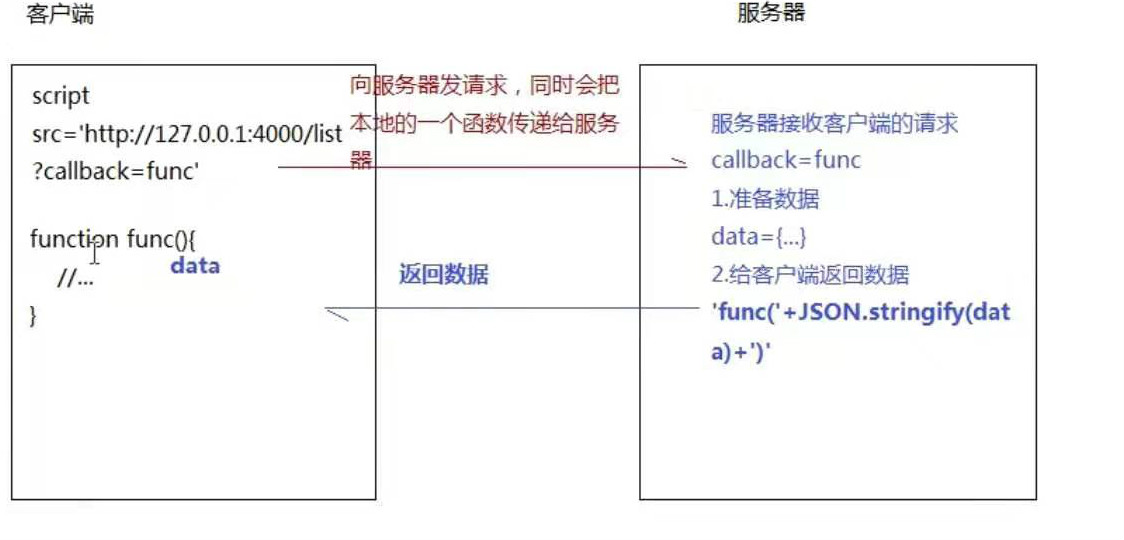 客户端
服务器
script
src='http://127.0.0.1:4000/list
?callback=func'
function func(){
data
//...
}
向服务器发请求，同时会把
本地的一个函数传递给服务
器
返回数据
服务器接收客户端的请求
callback=func
1.准备数据
data={...}
2.给客户端返回数据
'func('+JSON.stringify(dat
a)+')'